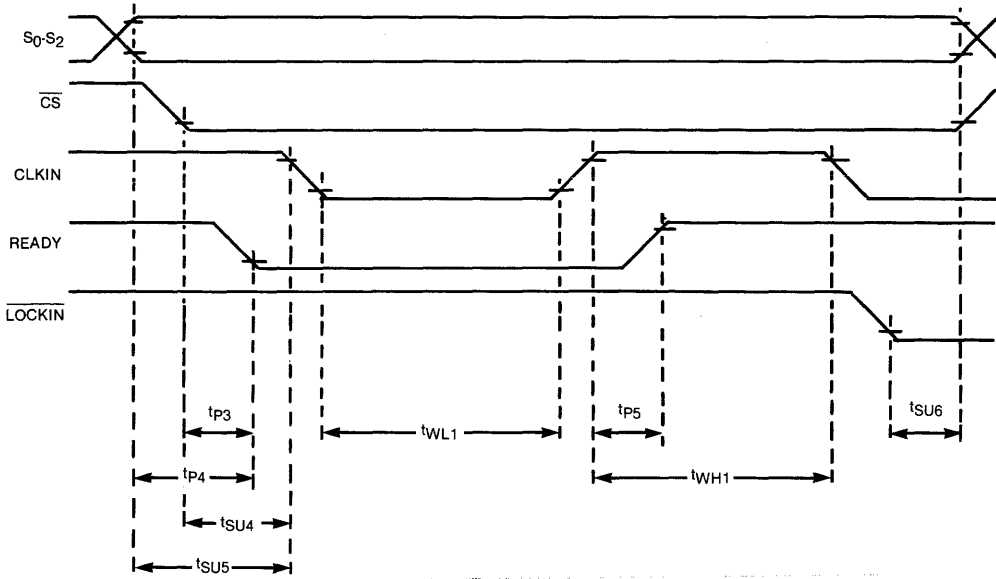 S0-S2
CS
CLKIN
READY
LOCKIN
tP3
tP5
tSU6
tWL1
tP4
tWH1
tSU4
tSU5